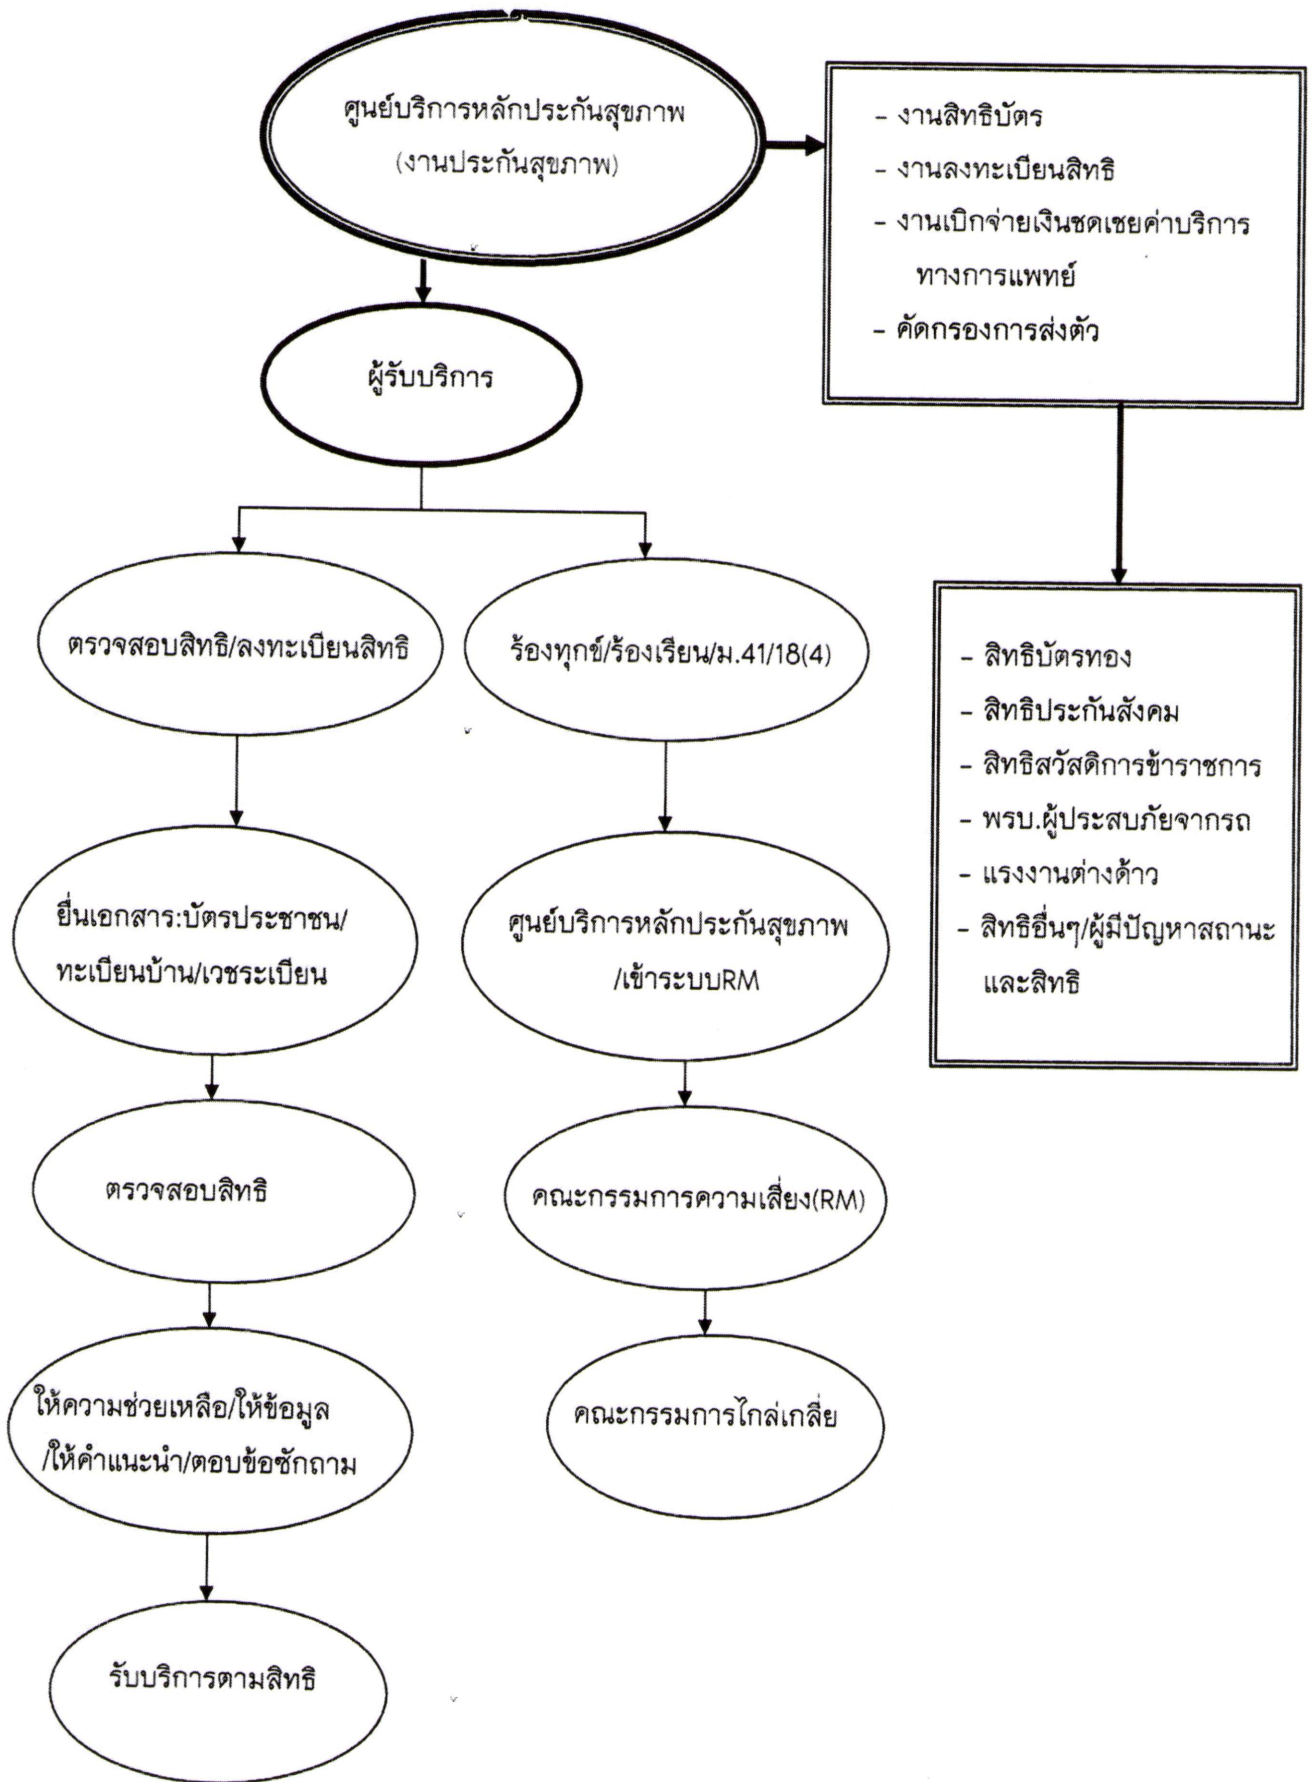 ศูนย์บริการหลักประกันสุขภาพ
(งานประกันสุขภาพ)
- งานสิทธิบัตร
- งานลงทะเบียนสิทธิ
- งานเบิกจ่ายเงินชดเชยค่าบริการ
ทางการแพทย์
- คัดกรองการส่งตัว
ผู้รับบริการ
ตรวจสอบสิทธิ/ลงทะเบียนสิทธิ
ร้องทุกข์/ร้องเรียน/ม.41/18(4)
- สิทธิบัตรทอง
- สิทธิประกันสังคม
- สิทธิสวัสดิการข้าราชการ
- พรบ.ผู้ประสบภัยจากรถ
- แรงงานต่างด้าว
- สิทธิอื่นๆ/ผู้มีปัญหาสถานะ
และสิทธิ
ยื่นเอกสาร:บัตรประชาชน/
ทะเบียนบ้าน/เวชระเบียน
ศูนย์บริการหลักประกันสุขภาพ
/เข้าระบบRM
ตรวจสอบสิทธิ
คณะกรรมการความเสี่ยง(RM)
ให้ความช่วยเหลือ/ให้ข้อมูล
/ให้คำแนะนำ/ตอบข้อซักถาม
คณะกรรมการไกล่เกลี่ย
รับบริการตามสิทธิ